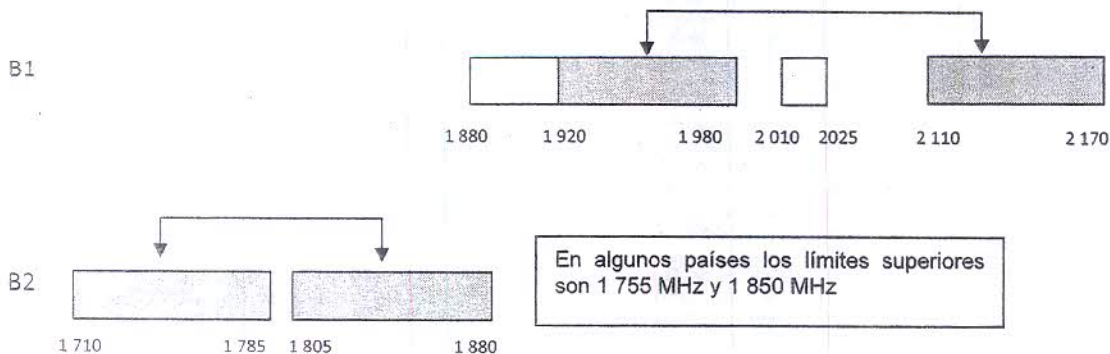 B1
1 880 1 920 1 980 2 010 2025 2 110 2 170
En algunos países los límites superiores
son 1 755 MHz y 1 850 MHz
B2
1 710 1 785 1 805 1 880